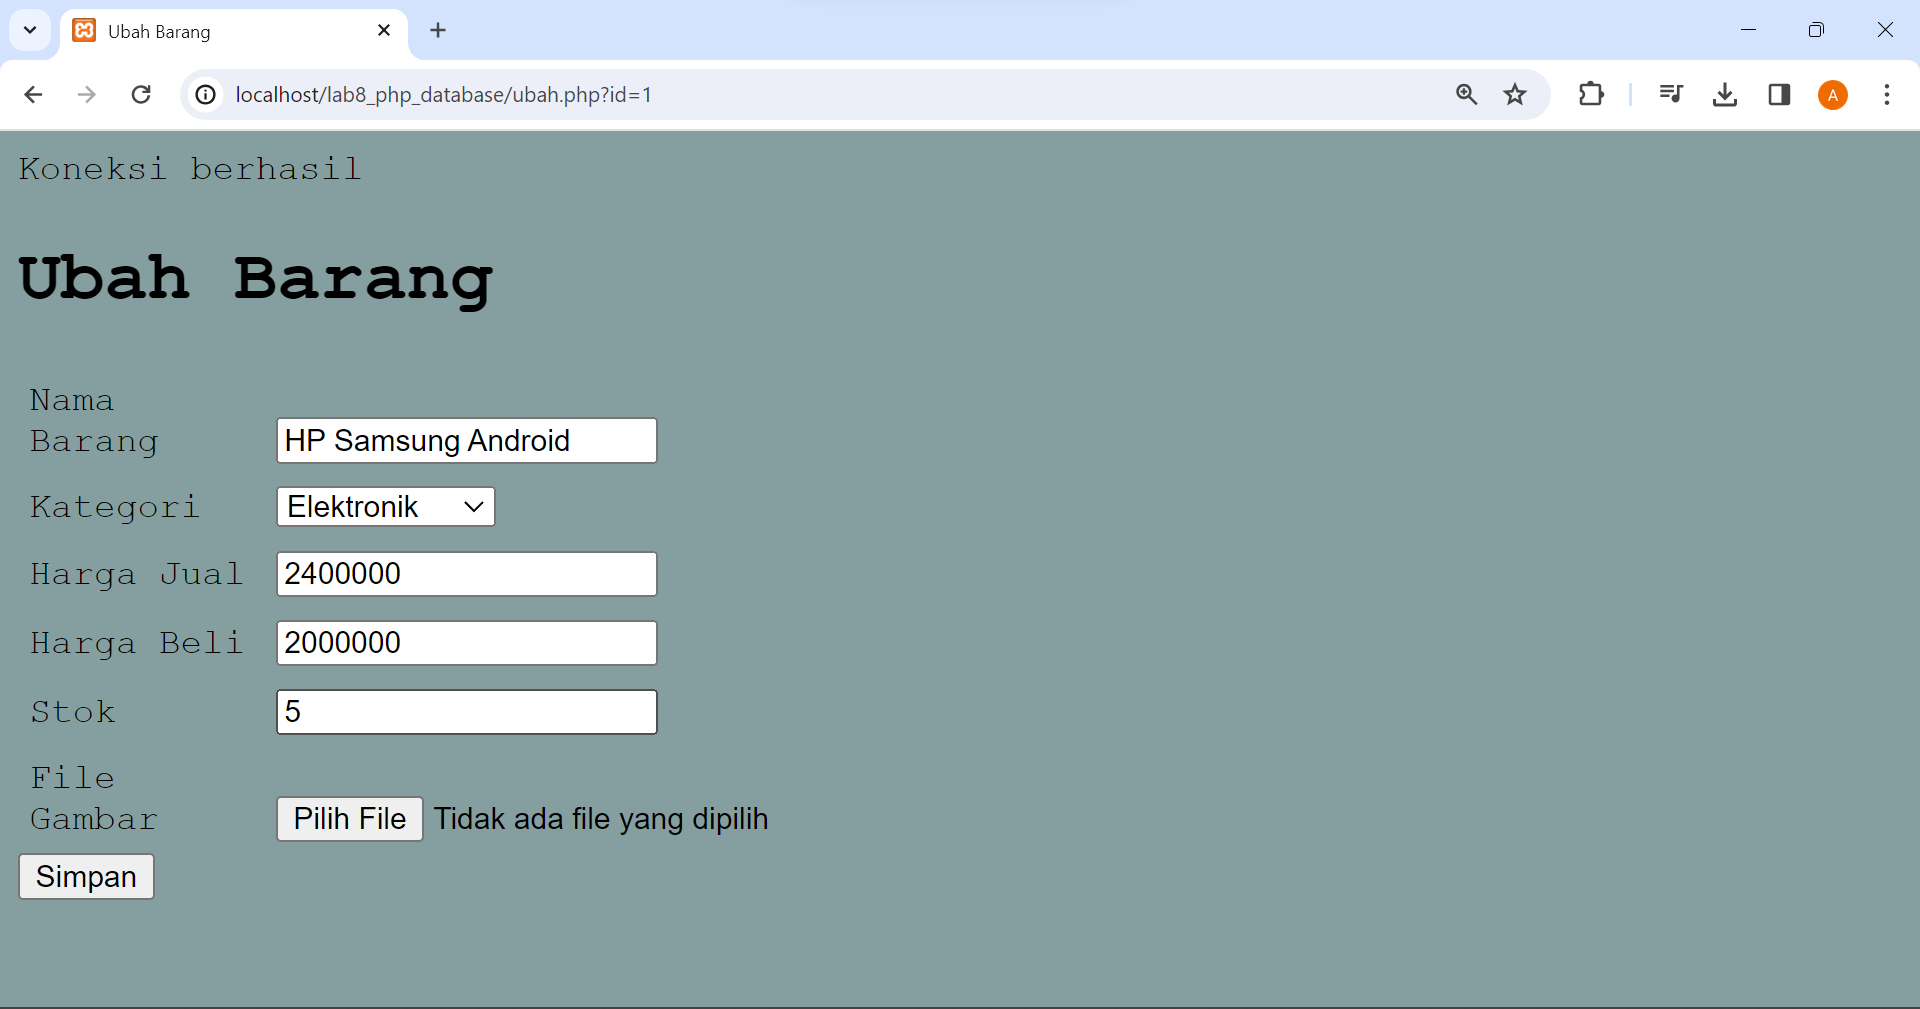 Ubah Barang
localhost/lab8_php_database/ubah.php?id=1
A
Koneksi berhasil
Ubah Barang
Nama
Barang
HP Samsung Android
Kategori
Elektronik
Harga Jual
2400000
Harga Beli
2000000
Stok
5
File
Gambar
Pilih File Tidak ada file yang dipilih
Simpan